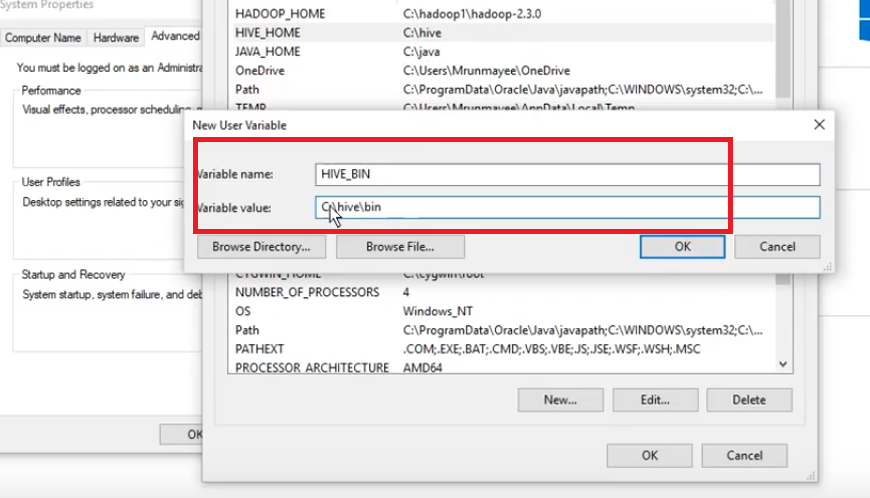 System Properties
Computer Name Hardware Advanced
You must be logged on as an Administra
Performance
Visual effects, processor scheduling,
User Profiles
Desktop settings related to your sig
Startup and Recovery
System startup, system failure, and deb
OK
HADOOP_HOME C:\hadoop1\hadoop-2.3.0
HIVE_HOME C:\hive
JAVA_HOME C:\java
OneDrive C:\Users\Mrunmayee\OneDrive
Path C:\ProgramData\Oracle\Java\javapath;C:\WINDOWS\system32;C:\...
TEMP C:\Users\Mrunmayee\AppData\Local\Temp
New User Variable
Variable name: HIVE_BIN
Variable value: C:\hive\bin
Browse Directory... Browse File... OK Cancel
CYGWIN_HOME C:\cygwin\root
NUMBER_OF_PROCESSORS 4
OS Windows_NT
Path C:\ProgramData\Oracle\Java\javapath;C:\WINDOWS\system32;C:\...
PATHEXT .COM;.EXE;.BAT;.CMD;.VBS;.VBE;.JS;.JSE;.WSF;.WSH;.MSC
PROCESSOR_ARCHITECTURE AMD64
New... Edit... Delete
OK Cancel